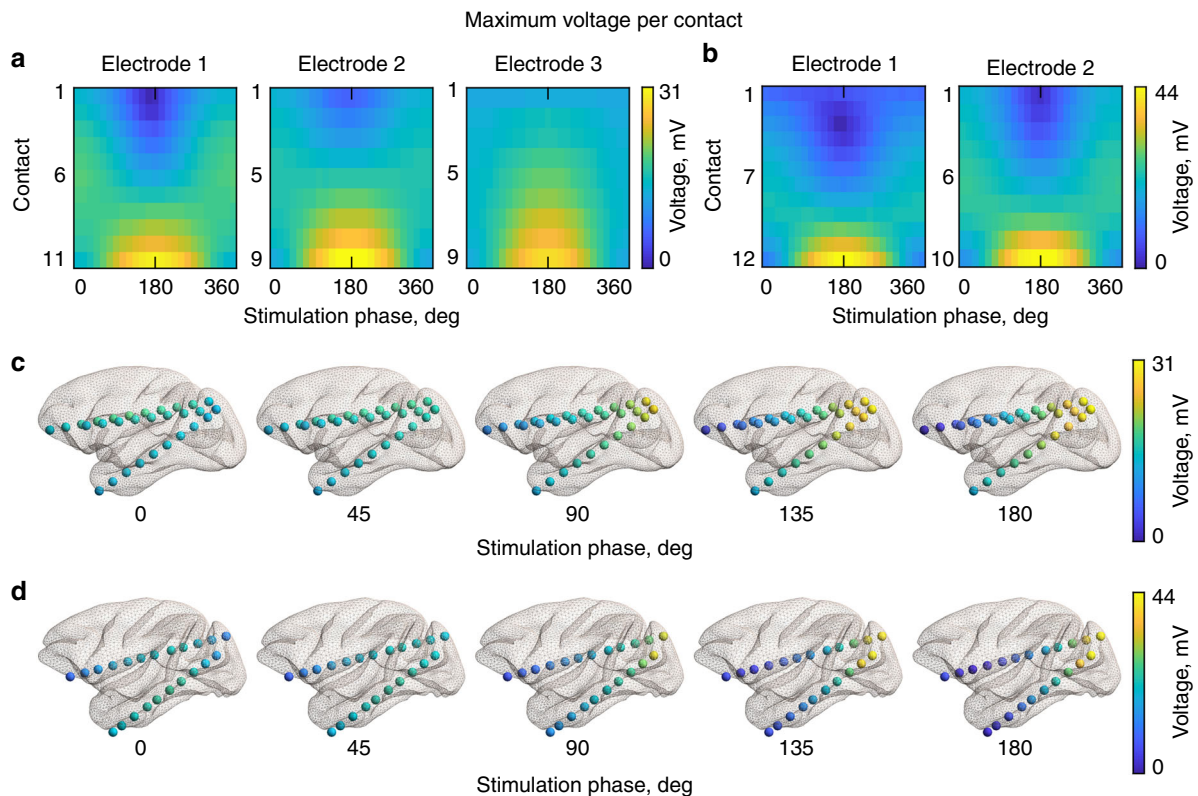 Maximum voltage per contact
a
Electrode 1
Electrode 2
Electrode 3
Contact
1
6
11
1
5
9
1
5
9
0 180 360
0 180 360
0 180 360
Stimulation phase, deg
31
0
Voltage, mV
b
Electrode 1
Electrode 2
Contact
1
7
12
1
6
10
0 180 360
0 180 360
Stimulation phase, deg
44
0
Voltage, mV
c
0 45 90 135 180
Stimulation phase, deg
31
0
Voltage, mV
d
0 45 90 135 180
Stimulation phase, deg
44
0
Voltage, mV